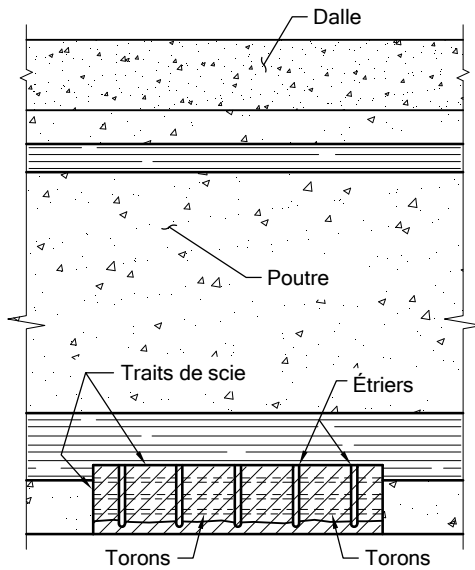 Dalle
Poutre
Traits de scie
Étriers
Torons
Torons